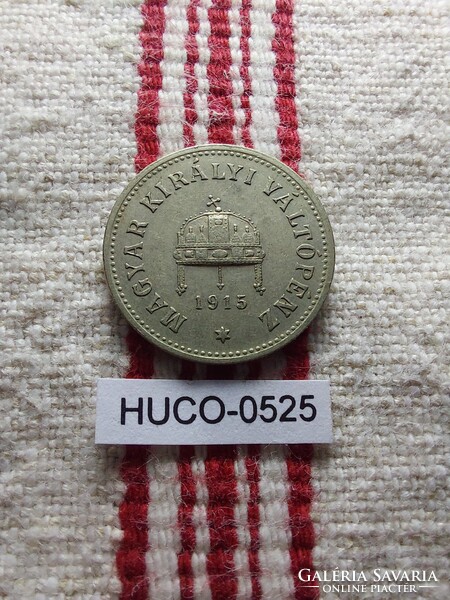 MAGYAR KIRÁLYI VÁLTÓPÉNZ
1915
HUCO-0525
GALÉRIA SAVARIA
ONLINE PIACTÉR